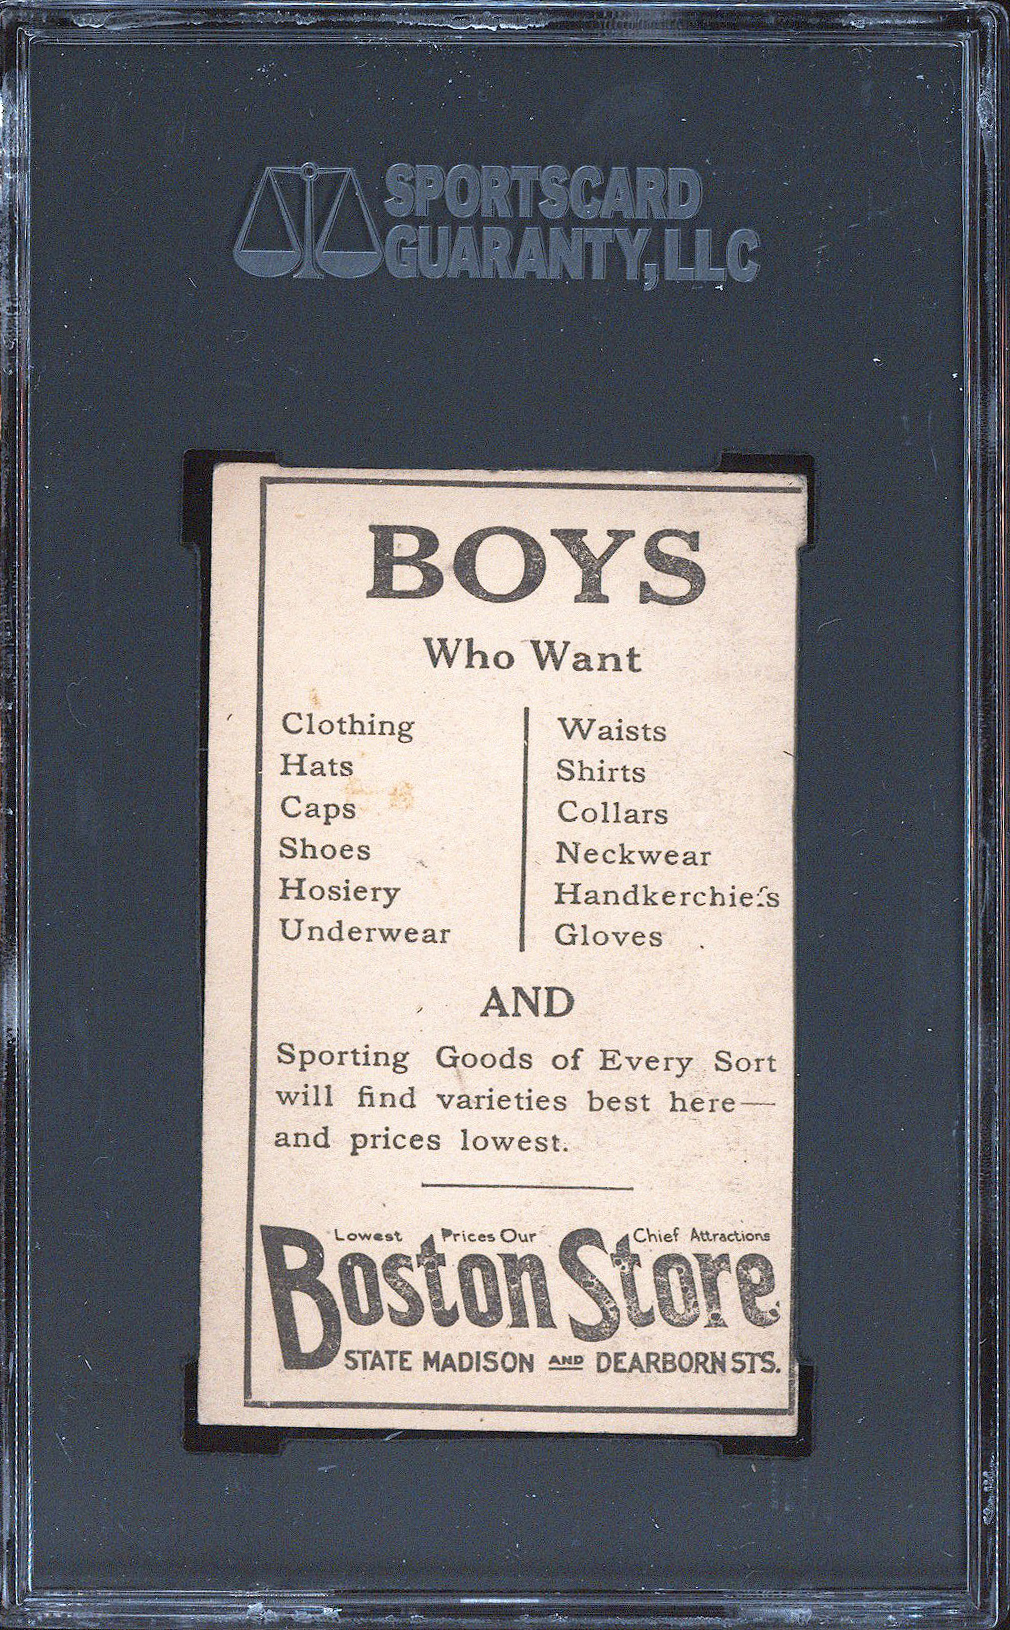 SPORTSCARD
GUARANTY, LLC
BOYS
Who Want
Clothing
Hats
Caps
Shoes
Hosiery
Underwear
Waists
Shirts
Collars
Neckwear
Handkerchiefs
Gloves
AND
Sporting Goods of Every Sort
will find varieties best here—
and prices lowest.
Lowest Prices Our Chief Attractions
Boston Store
STATE MADISON AND DEARBORN STS.